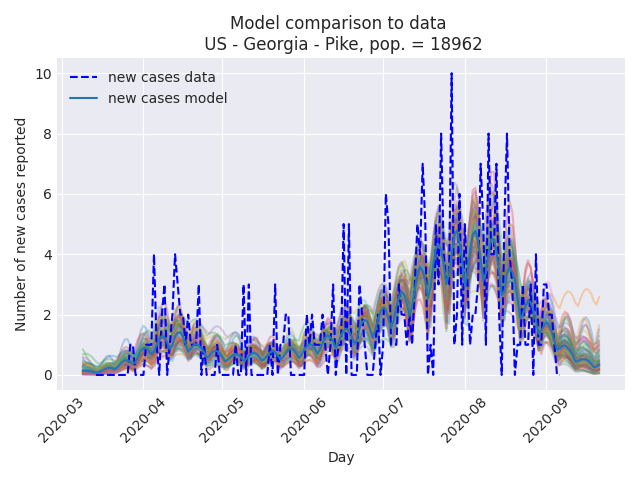 Model comparison to data
US - Georgia - Pike, pop. = 18962
new cases data
new cases model
Number of new cases reported
10
8
6
4
2
0
2020-03
2020-04
2020-05
2020-06
2020-07
2020-08
2020-09
Day